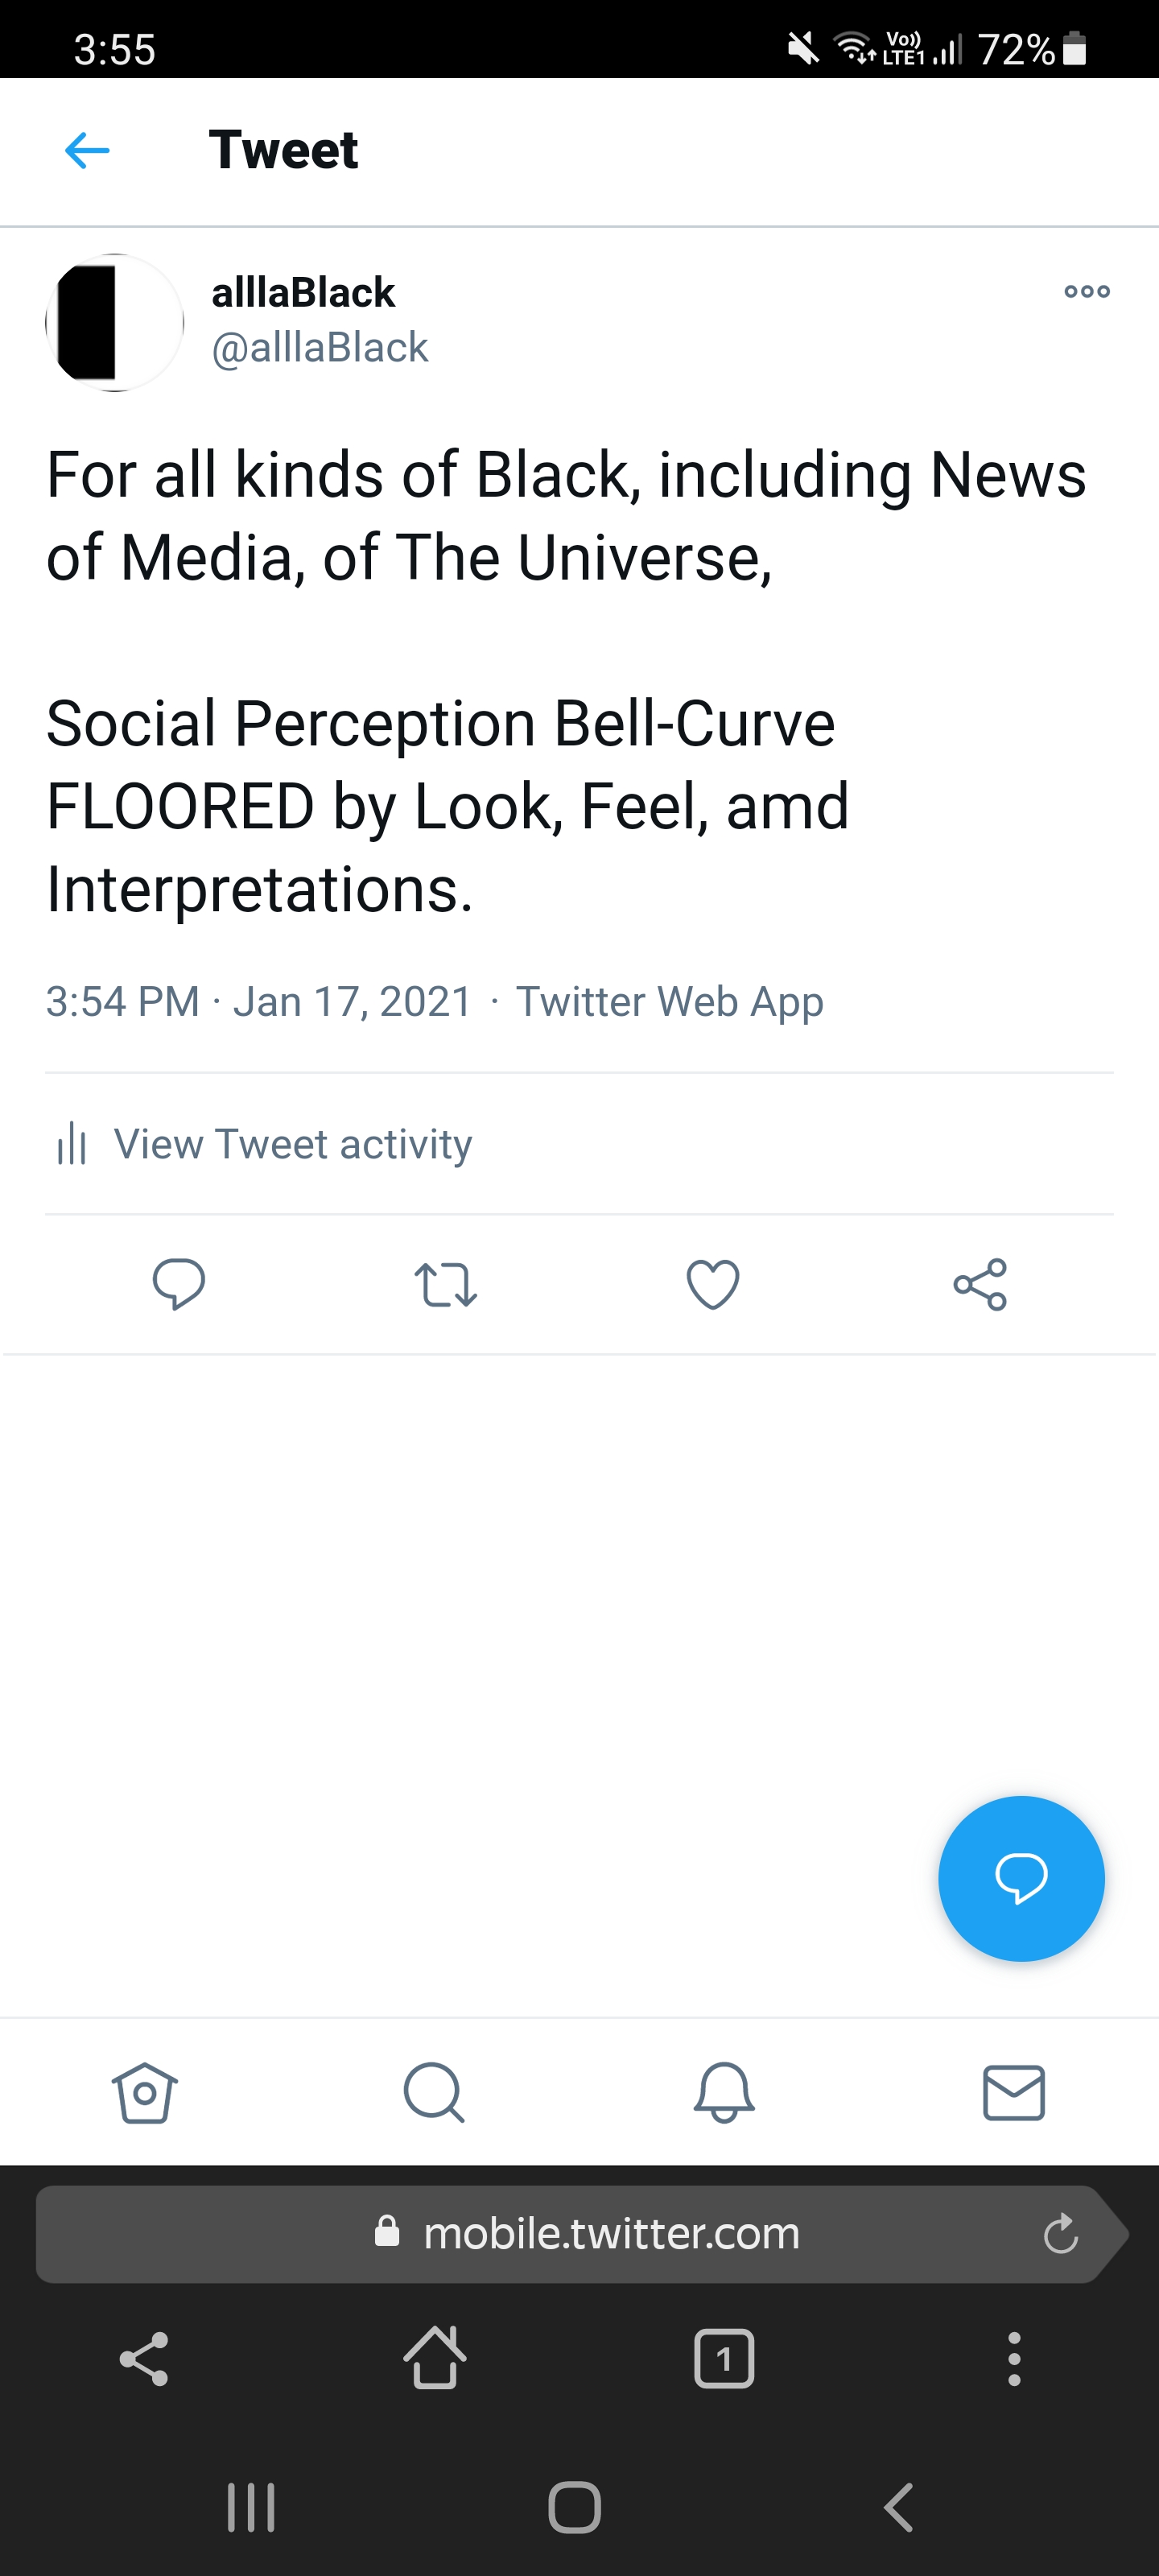 3:55
Vo)) LTE1 72%
Tweet
alllaBlack
@alllaBlack
For all kinds of Black, including News
of Media, of The Universe,
Social Perception Bell-Curve
FLOORED by Look, Feel, amd
Interpretations.
3:54 PM · Jan 17, 2021 · Twitter Web App
View Tweet activity
mobile.twitter.com
1